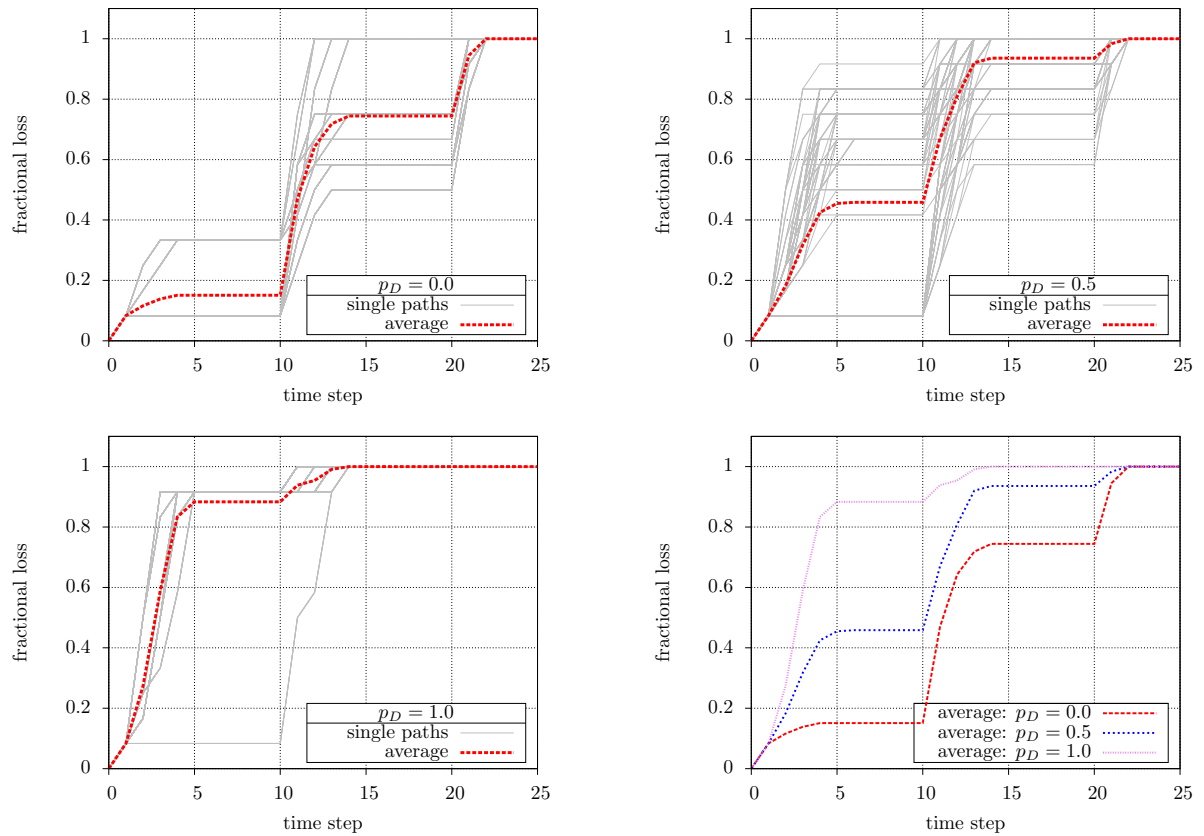 1
0.8
0.6
0.4
0.2
0
fractional loss
0 5 10 15 20 25
time step
p_D = 0.0
single paths
average
1
0.8
0.6
0.4
0.2
0
fractional loss
0 5 10 15 20 25
time step
p_D = 0.5
single paths
average
1
0.8
0.6
0.4
0.2
0
fractional loss
0 5 10 15 20 25
time step
p_D = 1.0
single paths
average
1
0.8
0.6
0.4
0.2
0
fractional loss
0 5 10 15 20 25
time step
average: p_D = 0.0
average: p_D = 0.5
average: p_D = 1.0